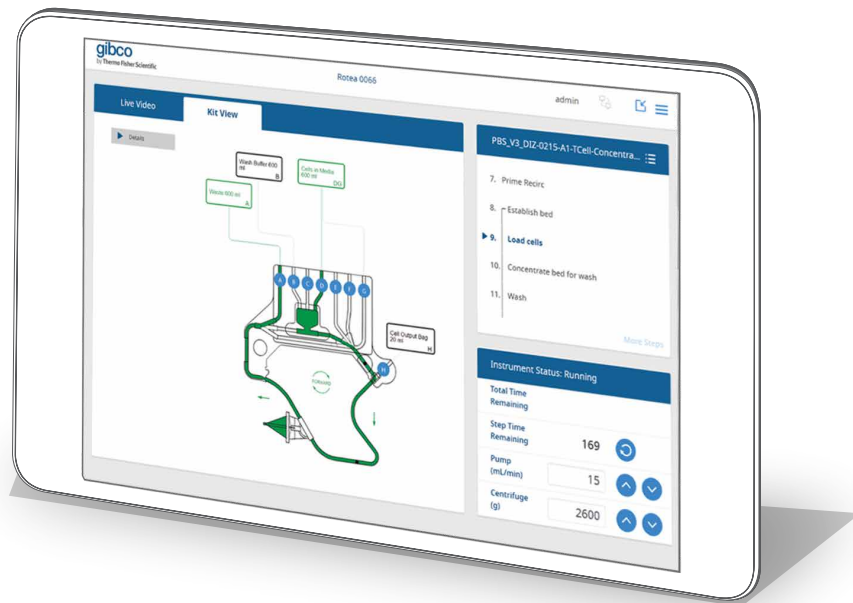 gibco
by Thermo Fisher Scientific
Rotea 0066
admin
Live Video
Kit View
Details
Wash Buffer 600
ml
B
Cells in Media
600 ml
DG
Waste 600 ml
A
A
B
C
D
E
F
G
Cell Output Bag
20 ml
H
H
FORWARD
PBS_V3_DIZ-0215-A1-TCell-Concentra...
7. Prime Recirc
8. Establish bed
9. Load cells
10. Concentrate bed for wash
11. Wash
More Steps
Instrument Status: Running
Total Time
Remaining
Step Time
Remaining
169
Pump
(mL/min)
15
Centrifuge
(g)
2600